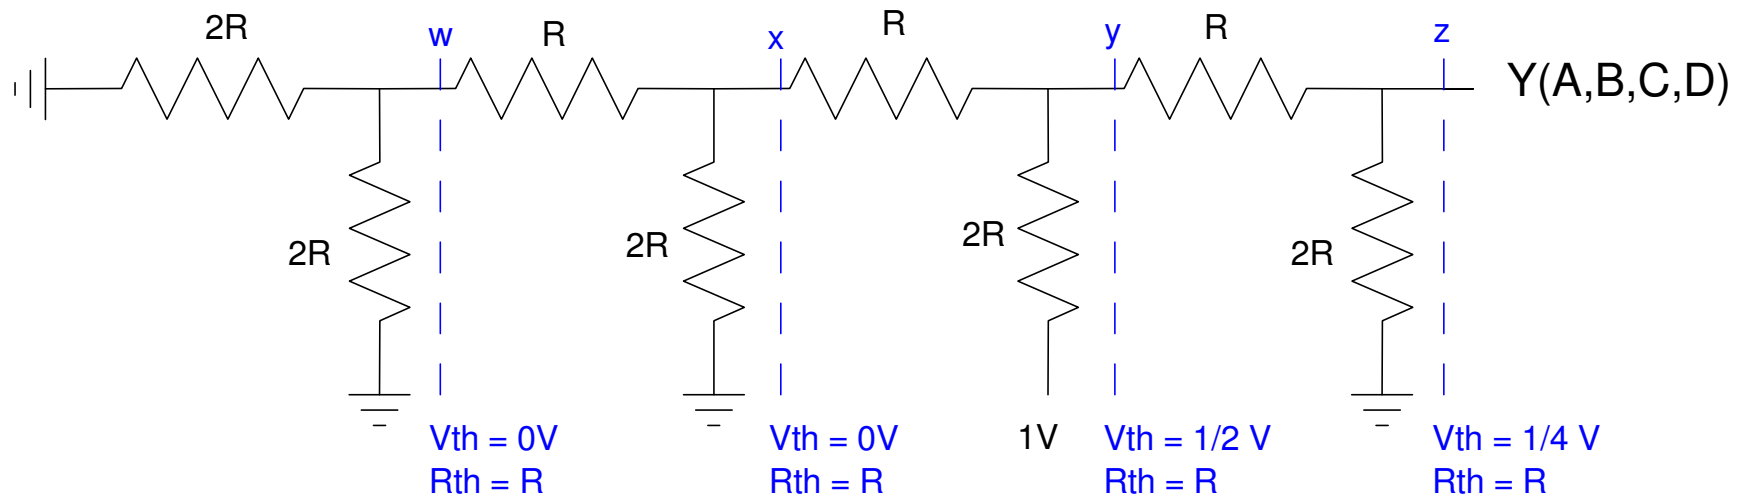 2R
w
R
x
R
y
R
z
Y(A,B,C,D)
2R
2R
2R
2R
1V
Vth = 0V
Rth = R
Vth = 0V
Rth = R
Vth = 1/2 V
Rth = R
Vth = 1/4 V
Rth = R